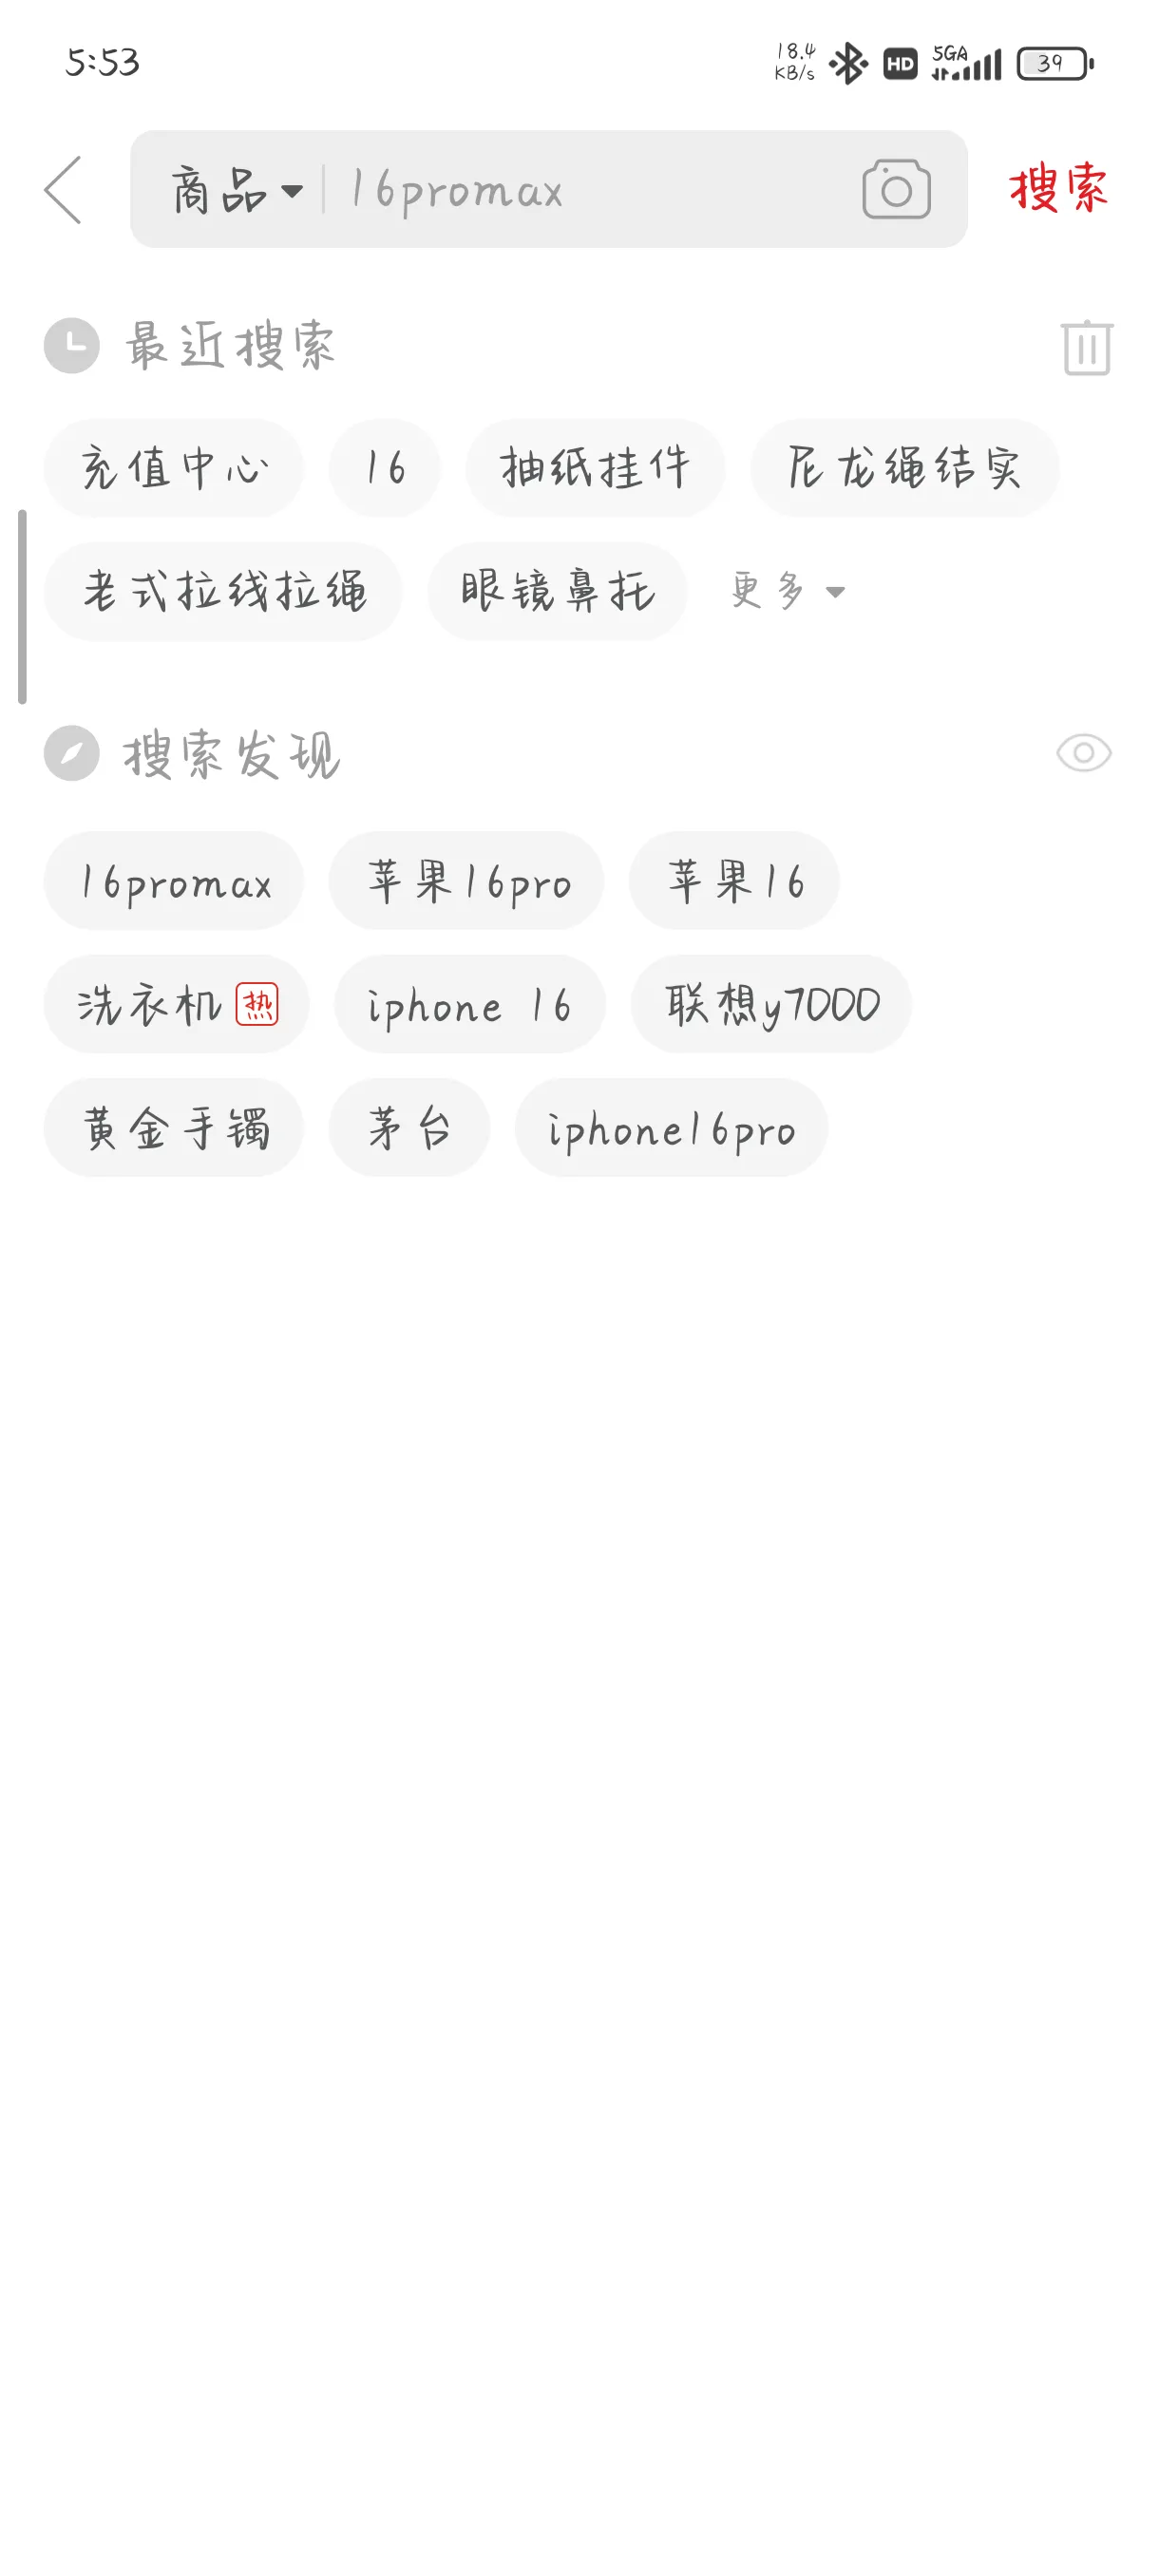 5:53 18.4 KB/s HD 5GA 39
商品 16promax 搜索
最近搜索
充值中心 16 抽纸挂件 尼龙绳结实
老式拉线拉绳 眼镜鼻托 更多
搜索发现
16promax 苹果16pro 苹果16
洗衣机 热 iphone 16 联想y7000
黄金手镯 茅台 iphone16pro